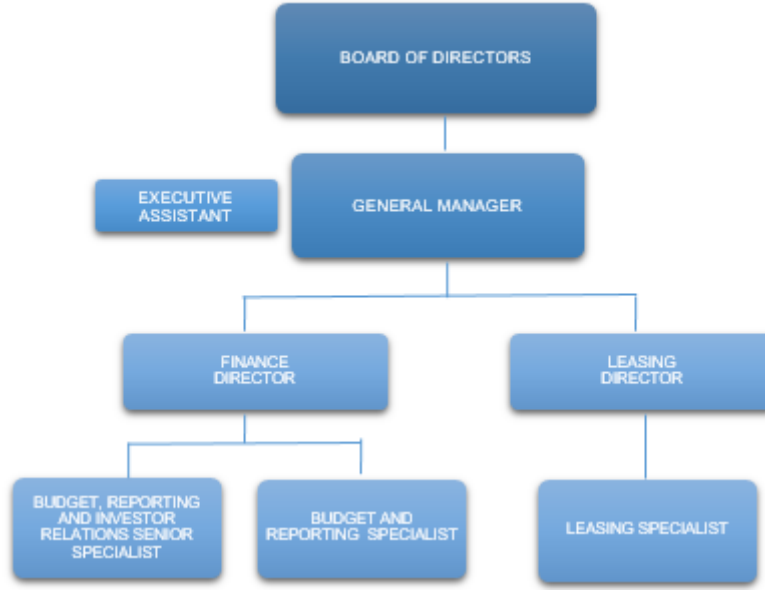 BOARD OF DIRECTORS
EXECUTIVE
ASSISTANT
GENERAL MANAGER
FINANCE
DIRECTOR
LEASING
DIRECTOR
BUDGET, REPORTING
AND INVESTOR
RELATIONS SENIOR
SPECIALIST
BUDGET AND
REPORTING SPECIALIST
LEASING SPECIALIST